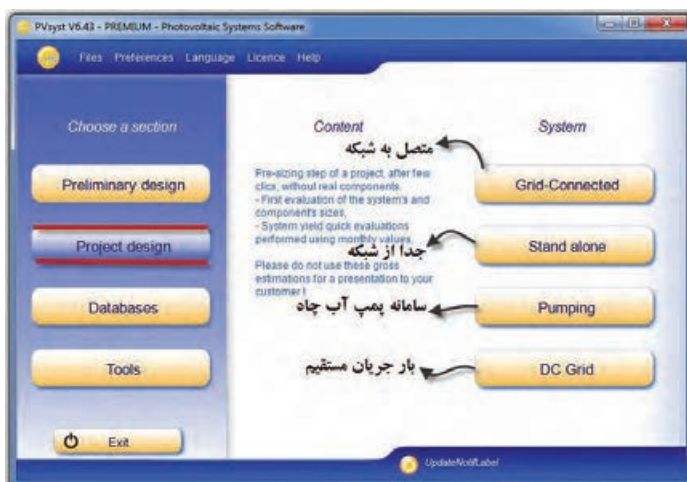 PVsyst V6.43 - PREMIUM - Photovoltaic Systems Software
Files Preferences Language Licence Help
Choose a section
Content
System
Preliminary design
Project design
Databases
Tools
Exit
متصل به شبکه
Pre-sizing step of a project, after few
clics, without real components.
- First evaluation of the system's and
component's sizes,
- System yield quick evaluations
performed using monthly values.
جدا از شبکه
Please do not use these gross
estimations for a presentation to your
customer !
سامانه پمپ آب چاه
بار جریان مستقیم
Grid-Connected
Stand alone
Pumping
DC Grid
UpdateNotifLabel